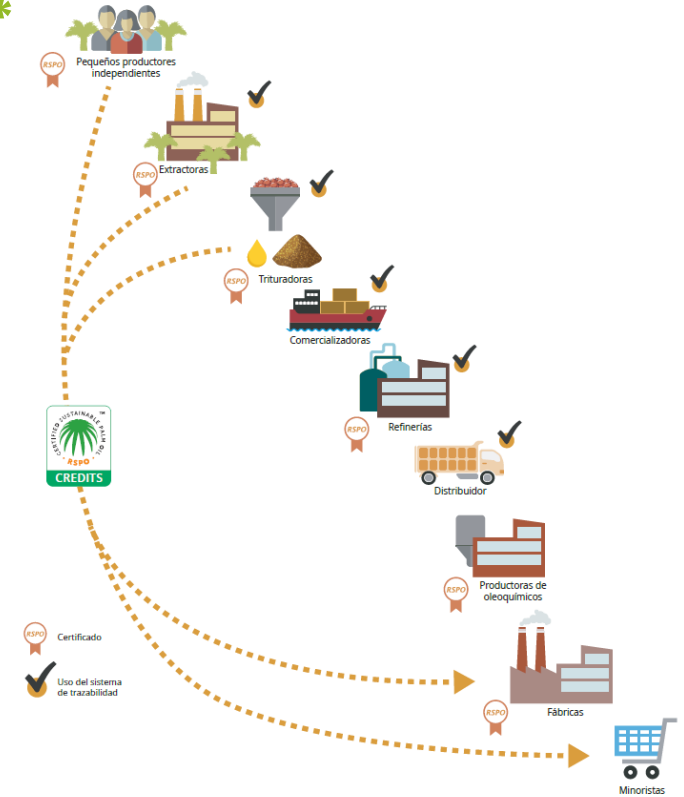 RSPO
Pequeños productores
independientes
RSPO
Extractoras
RSPO
Trituradoras
Comercializadoras
RSPO
Refinerías
CERTIFIED SUSTAINABLE PALM OIL
TM
RSPO
CREDITS
Distribuidor
RSPO
Productoras de
oleoquímicos
RSPO
Certificado
Uso del sistema
de trazabilidad
RSPO
Fábricas
Minoristas